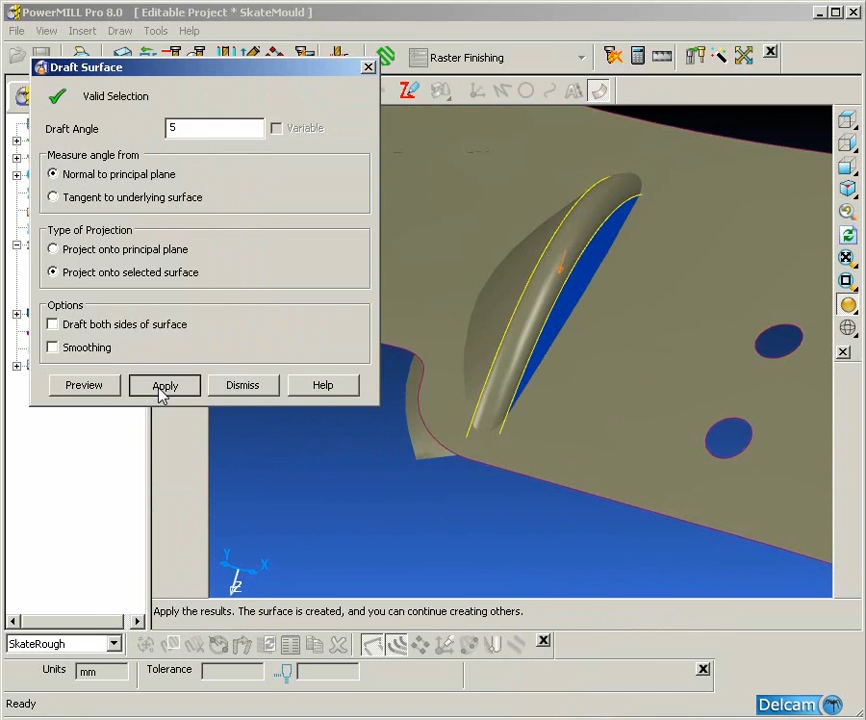 PowerMILL Pro 8.0 - [Editable Project * SkateMould ]
File View Insert Draw Tools Help
Raster Finishing
Draft Surface
Valid Selection
Draft Angle 5 Variable
Measure angle from
Normal to principal plane
Tangent to underlying surface
Type of Projection
Project onto principal plane
Project onto selected surface
Options
Draft both sides of surface
Smoothing
Preview Apply Dismiss Help
Y X
Z
Apply the results. The surface is created, and you can continue creating others.
SkateRough
Units mm Tolerance
Ready
Delcam